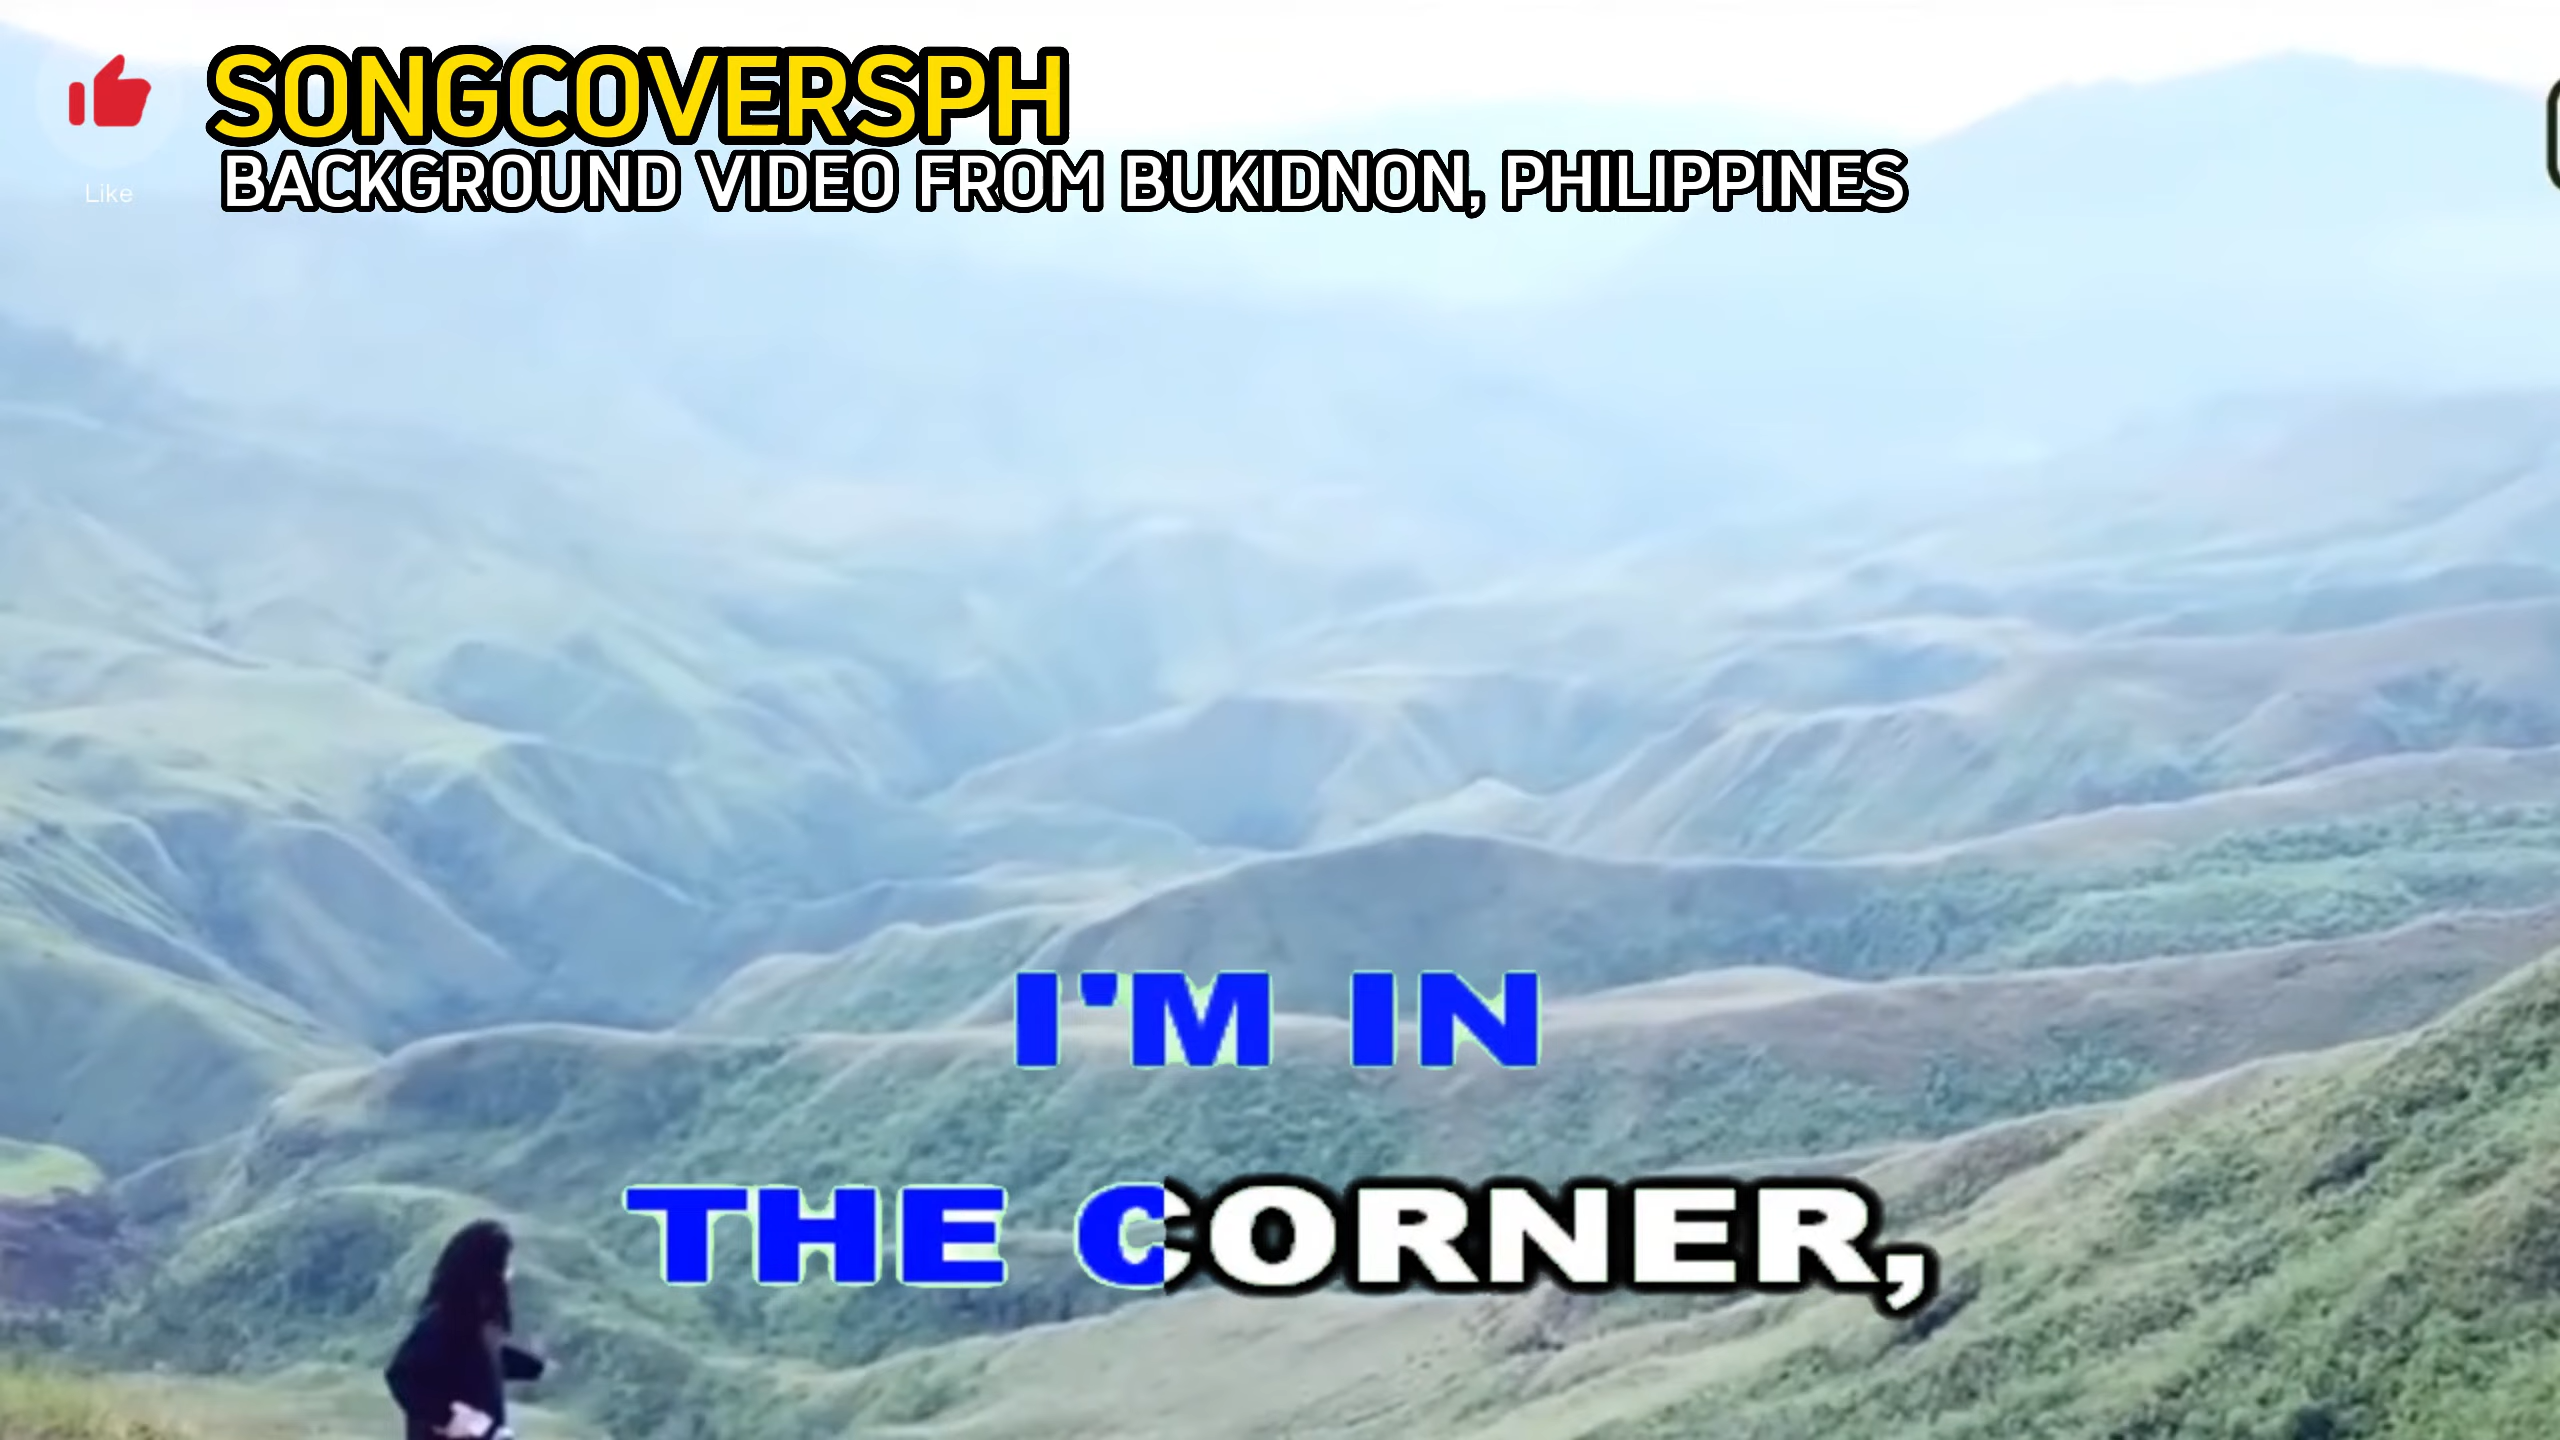 SONGCOVERSPH
BACKGROUND VIDEO FROM BUKIDNON, PHILIPPINES
Like
I'M IN
THE CORNER,